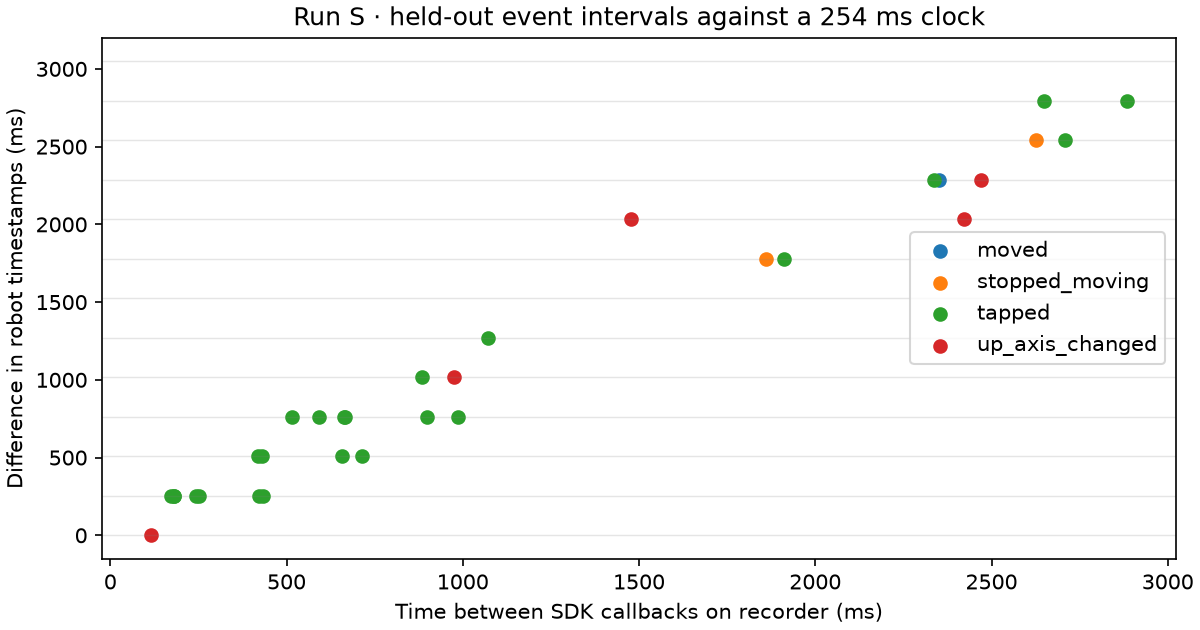 Run S · held-out event intervals against a 254 ms clock
Difference in robot timestamps (ms)
3000
2500
2000
1500
1000
500
0
moved
stopped_moving
tapped
up_axis_changed
0 500 1000 1500 2000 2500 3000
Time between SDK callbacks on recorder (ms)